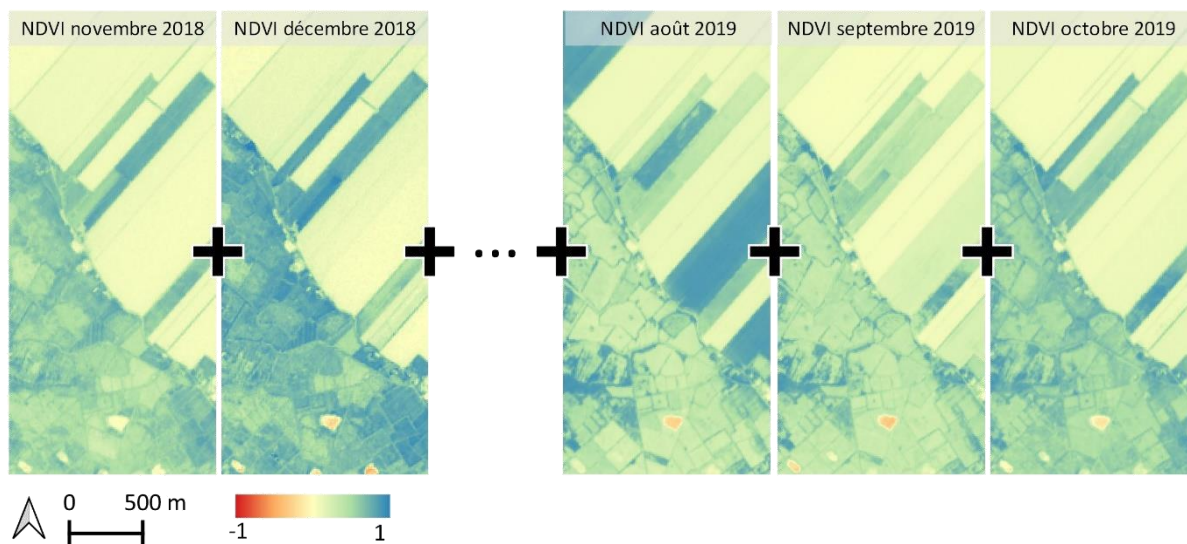 NDVI novembre 2018
NDVI décembre 2018
NDVI août 2019
NDVI septembre 2019
NDVI octobre 2019
+ + ... + + +
0 500 m
-1 1